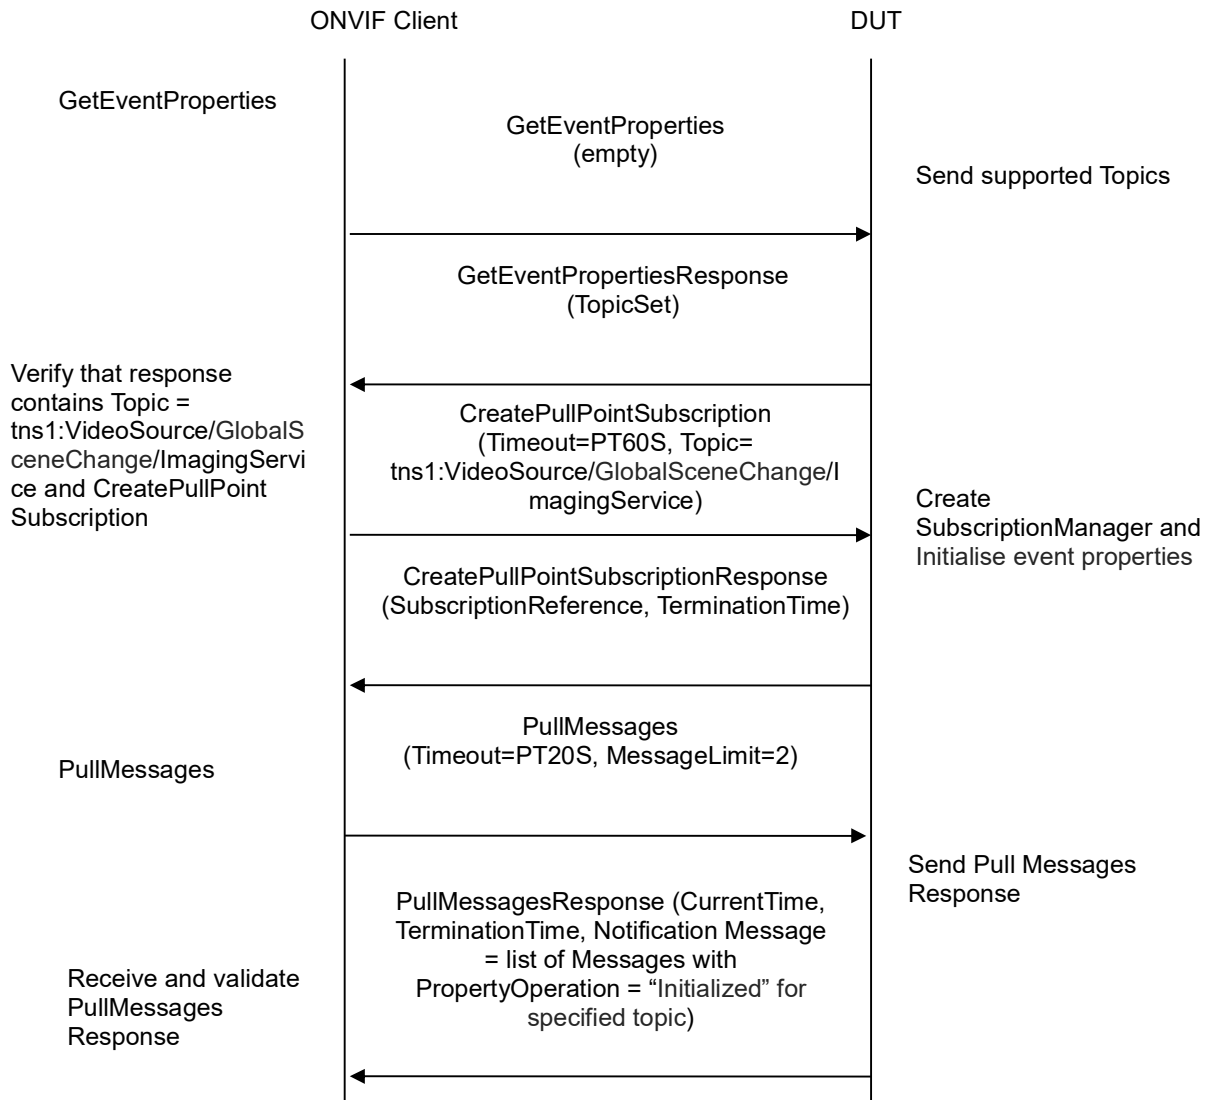 ONVIF Client
DUT
GetEventProperties
GetEventProperties
(empty)
Send supported Topics
GetEventPropertiesResponse
(TopicSet)
Verify that response
contains Topic =
tns1:VideoSource/GlobalS
ceneChange/ImagingServi
ce and CreatePullPoint
Subscription
CreatePullPointSubscription
(Timeout=PT60S, Topic=
tns1:VideoSource/GlobalSceneChange/I
magingService)
Create
SubscriptionManager and
Initialise event properties
CreatePullPointSubscriptionResponse
(SubscriptionReference, TerminationTime)
PullMessages
(Timeout=PT20S, MessageLimit=2)
PullMessages
Send Pull Messages
Response
PullMessagesResponse (CurrentTime,
TerminationTime, Notification Message
= list of Messages with
PropertyOperation = “Initialized” for
specified topic)
Receive and validate
PullMessages
Response